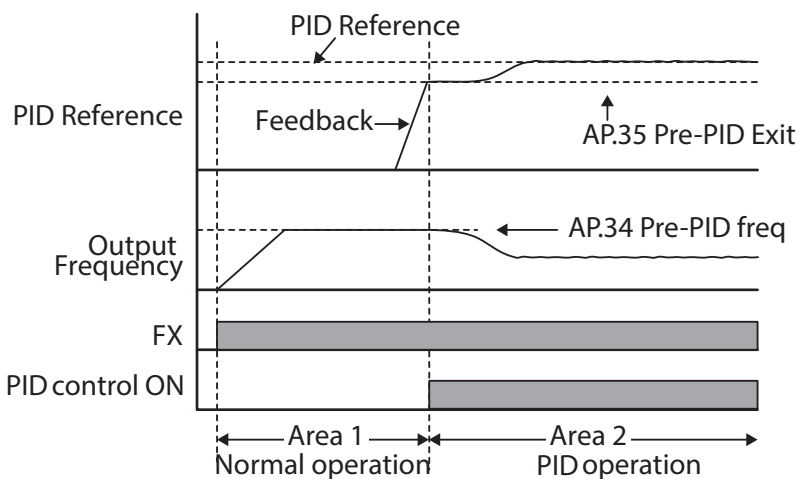 PID Reference
PID Reference
Feedback
AP.35 Pre-PID Exit
Output
Frequency
AP.34 Pre-PID freq
FX
PID control ON
Area 1
Normal operation
Area 2
PID operation